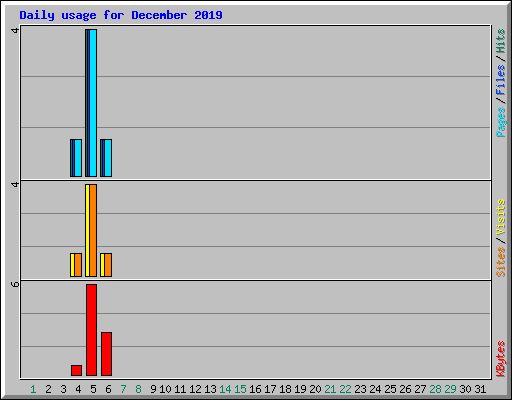 Daily usage for December 2019
4
Pages / Files / Hits
4
Sites / Visits
6
KBytes
1 2 3 4 5 6 7 8 9 10 11 12 13 14 15 16 17 18 19 20 21 22 23 24 25 26 27 28 29 30 31